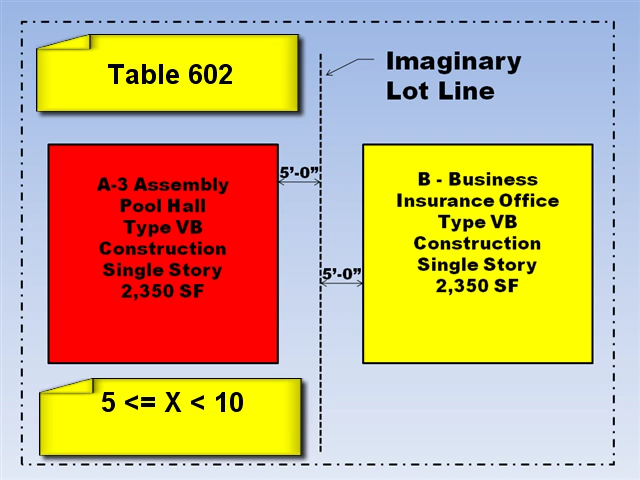 Table 602
Imaginary
Lot Line
5'-0”
A-3 Assembly
Pool Hall
Type VB
Construction
Single Story
2,350 SF
B - Business
Insurance Office
Type VB
Construction
Single Story
2,350 SF
5'-0”
5 <= X < 10